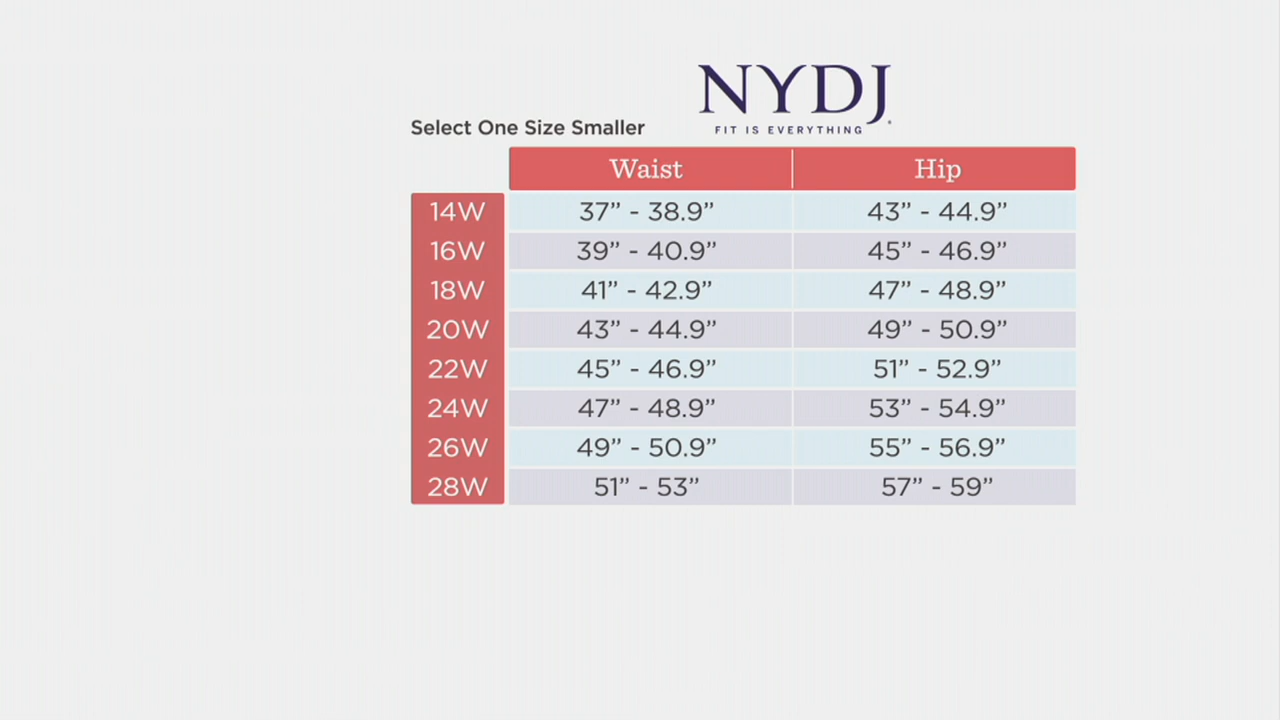 NYDJ
FIT IS EVERYTHING
Select One Size Smaller
Waist Hip
14W 37” - 38.9” 43” - 44.9”
16W 39” - 40.9” 45” - 46.9”
18W 41” - 42.9” 47” - 48.9”
20W 43” - 44.9” 49” - 50.9”
22W 45” - 46.9” 51” - 52.9”
24W 47” - 48.9” 53” - 54.9”
26W 49” - 50.9” 55” - 56.9”
28W 51” - 53” 57” - 59”